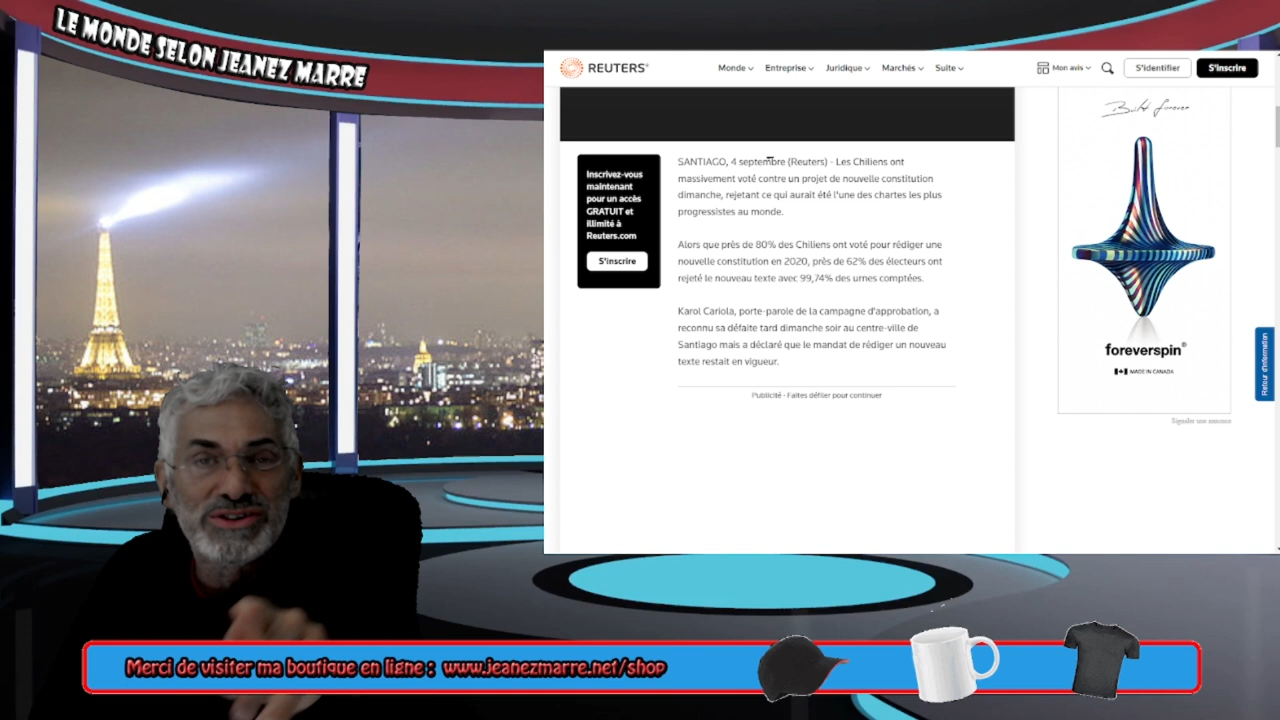 LE MONDE SELON JEANEZ MARRE
REUTERS®
Monde
Entreprise
Juridique
Marchés
Suite
Mon avis
S'identifier
S'inscrire
Inscrivez-vous
maintenant
pour un accès
GRATUIT et
illimité à
Reuters.com
S'inscrire
SANTIAGO, 4 septembre (Reuters) - Les Chiliens ont
massivement voté contre un projet de nouvelle constitution
dimanche, rejetant ce qui aurait été l'une des chartes les plus
progressistes au monde.
Alors que près de 80% des Chiliens ont voté pour rédiger une
nouvelle constitution en 2020, près de 62% des électeurs ont
rejeté le nouveau texte avec 99,74% des urnes comptées.
Karol Cariola, porte-parole de la campagne d'approbation, a
reconnu sa défaite tard dimanche soir au centre-ville de
Santiago mais a déclaré que le mandat de rédiger un nouveau
texte restait en vigueur.
Publicité - Faites défiler pour continuer
Built forever
foreverspin®
MADE IN CANADA
Signaler une annonce
Retour d'information
Merci de visiter ma boutique en ligne : www.jeanezmarre.net/shop